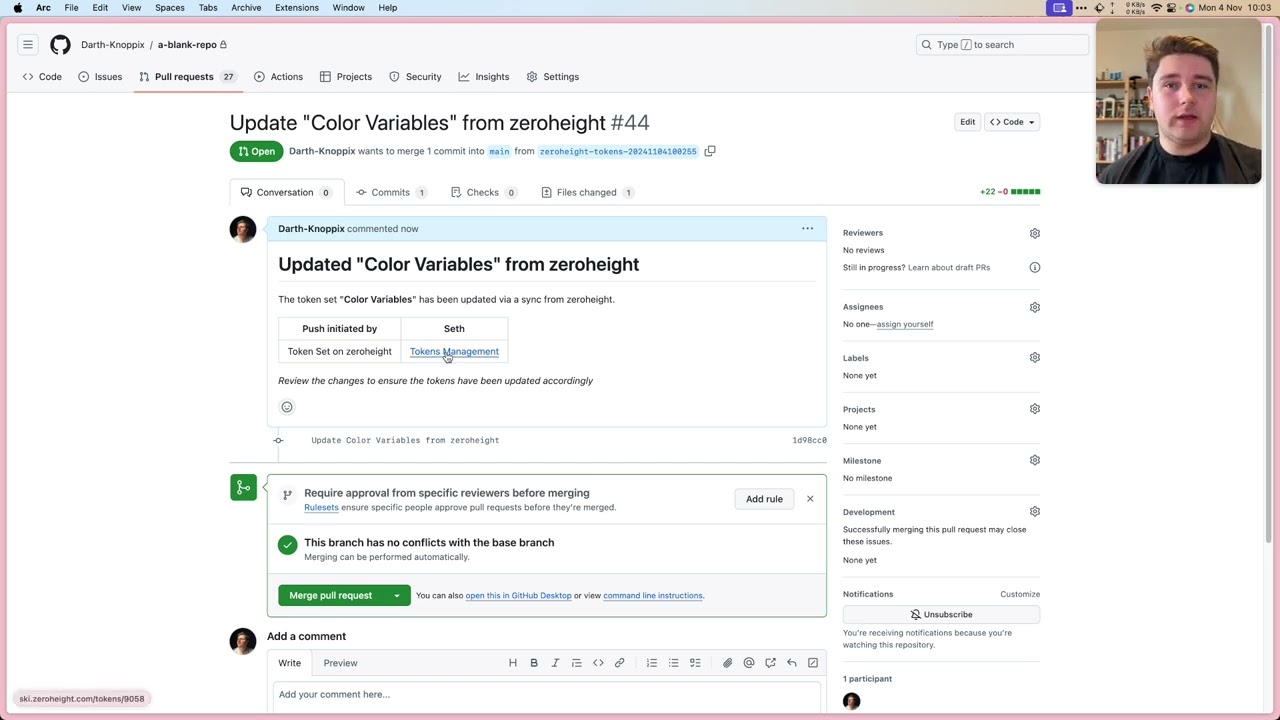 Arc File Edit View Spaces Tabs Archive Extensions Window Help
0 KB/s
0 KB/s
Mon 4 Nov 10:03
Darth-Knoppix / a-blank-repo
Type / to search
Code Issues Pull requests 27 Actions Projects Security Insights Settings
Update "Color Variables" from zeroheight #44
Edit
<> Code
Open
Darth-Knoppix wants to merge 1 commit into main from zeroheight-tokens-20241104100255
Conversation 0 Commits 1 Checks 0 Files changed 1
+22 −0
Darth-Knoppix commented now
Updated "Color Variables" from zeroheight
The token set "Color Variables" has been updated via a sync from zeroheight.
Push initiated by Seth
Token Set on zeroheight Tokens Management
Review the changes to ensure the tokens have been updated accordingly
Update Color Variables from zeroheight 1d98cc0
Require approval from specific reviewers before merging
Rulesets ensure specific people approve pull requests before they're merged.
Add rule
This branch has no conflicts with the base branch
Merging can be performed automatically.
Merge pull request
You can also open this in GitHub Desktop or view command line instructions.
Add a comment
Write Preview
H B I
Add your comment here...
Reviewers
No reviews
Still in progress? Learn about draft PRs
Assignees
No one—assign yourself
Labels
None yet
Projects
None yet
Milestone
No milestone
Development
Successfully merging this pull request may close
these issues.
None yet
Notifications Customize
Unsubscribe
You're receiving notifications because you're
watching this repository.
1 participant
ski.zeroheight.com/tokens/9058